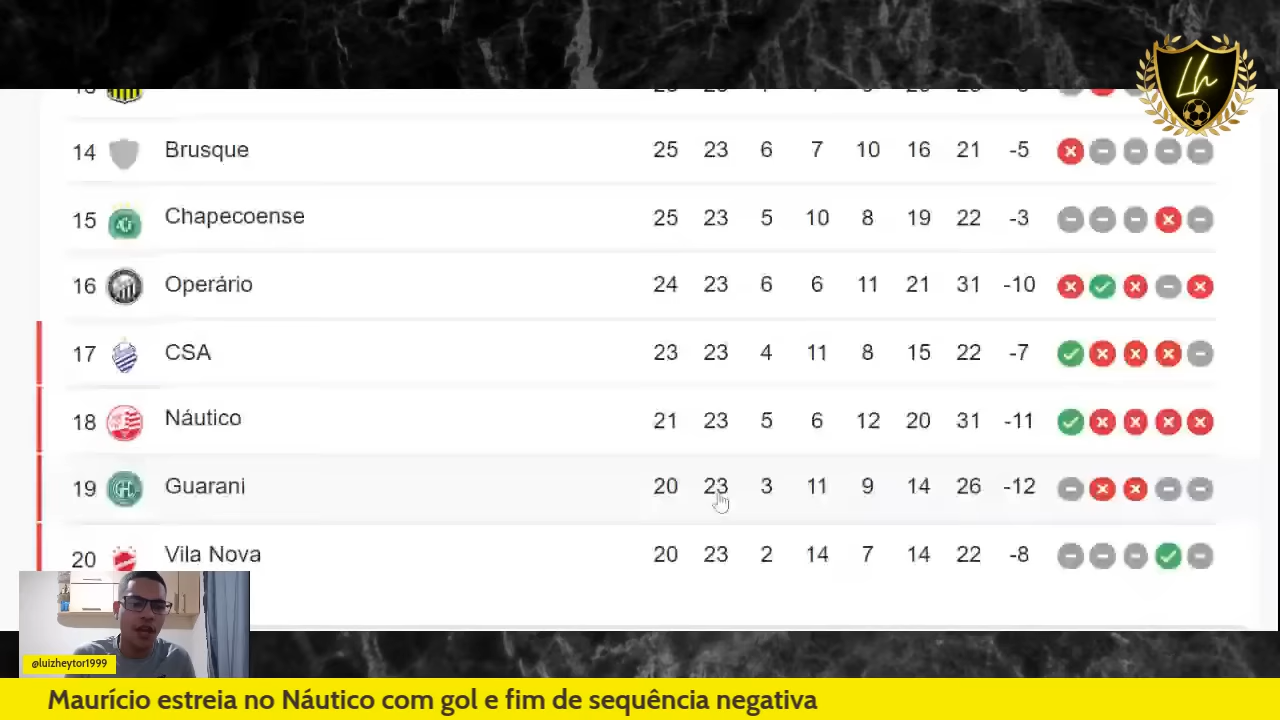 Lh
14 Brusque 25 23 6 7 10 16 21 -5
15 Chapecoense 25 23 5 10 8 19 22 -3
16 Operário 24 23 6 6 11 21 31 -10
17 CSA 23 23 4 11 8 15 22 -7
18 Náutico 21 23 5 6 12 20 31 -11
19 Guarani 20 23 3 11 9 14 26 -12
20 Vila Nova 20 23 2 14 7 14 22 -8
@luizheytor1999
Maurício estreia no Náutico com gol e fim de sequência negativa